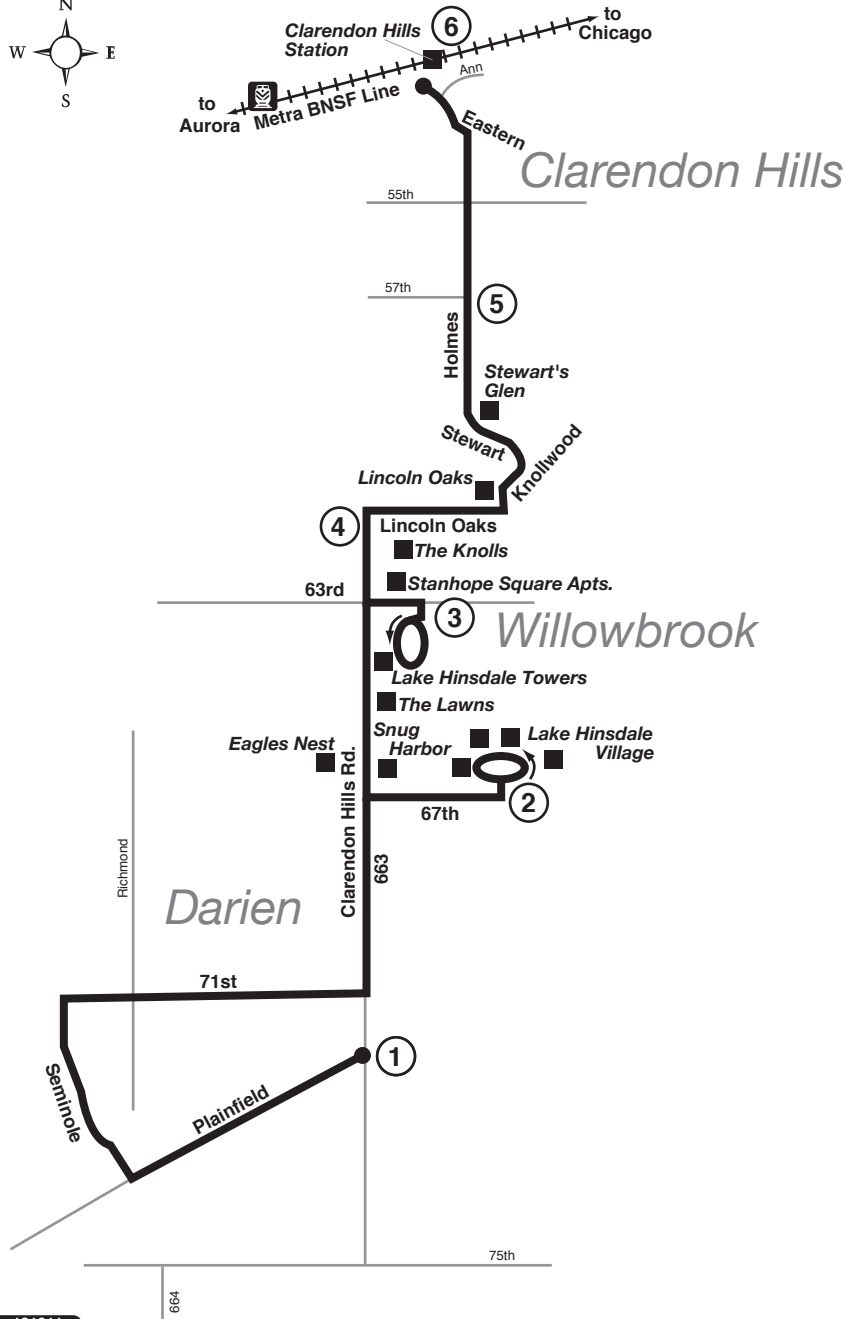 N
W
E
S
6
Clarendon Hills
Station
to
Chicago
Ann
to
Aurora
Metra BNSF Line
Eastern
Clarendon Hills
55th
57th
5
Holmes
Stewart's
Glen
Stewart
Knollwood
Lincoln Oaks
4
Lincoln Oaks
The Knolls
Stanhope Square Apts.
63rd
3
Willowbrook
Lake Hinsdale Towers
The Lawns
Snug
Harbor
Lake Hinsdale
Village
Eagles Nest
Clarendon Hills Rd.
2
67th
663
Richmond
Darien
71st
1
Seminole
Plainfield
75th
664